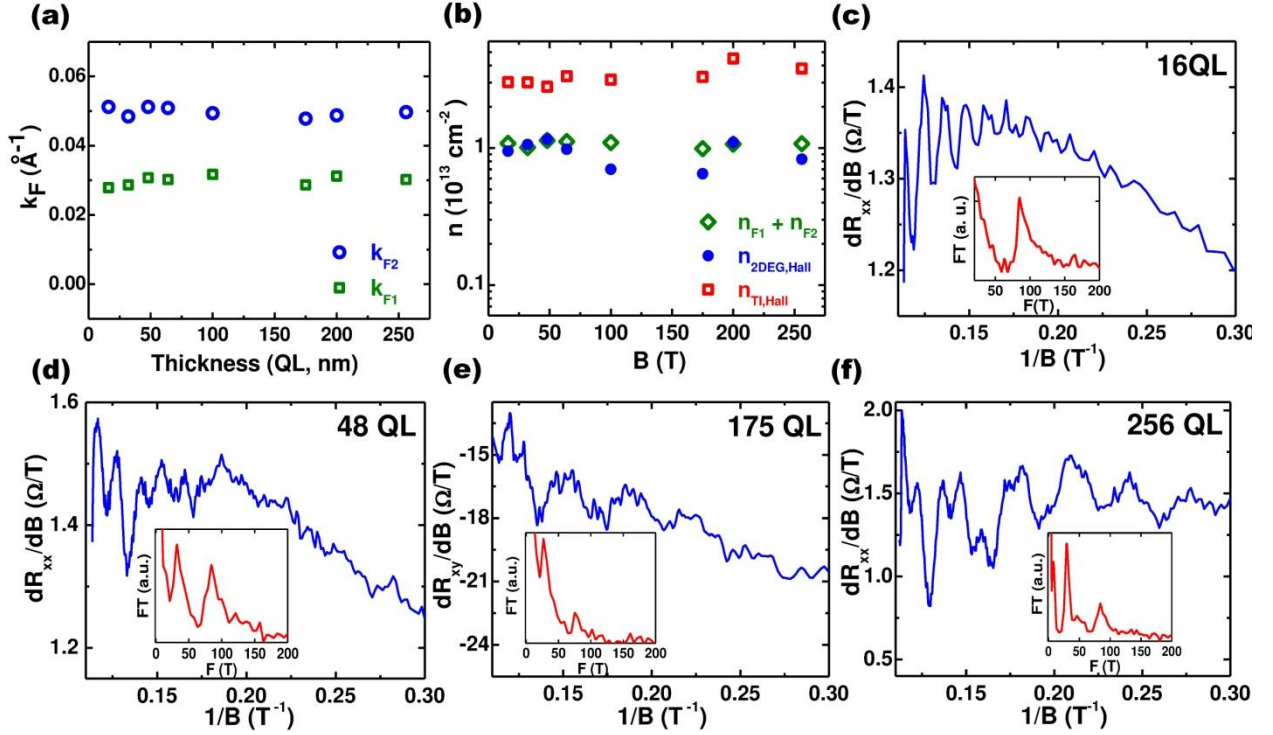 (a)
0.06
0.04
0.02
0.00
k_F (Å⁻¹)
k_F2
k_F1
0 50 100 150 200 250
Thickness (QL, nm)
(b)
1
0.1
n (10¹³ cm⁻²)
n_F1 + n_F2
n_2DEG,Hall
n_TI,Hall
0 50 100 150 200 250
B (T)
(c)
16QL
1.4
1.3
1.2
dR_xx/dB (Ω/T)
FT (a. u.)
50 100 150 200
F(T)
0.15 0.20 0.25 0.30
1/B (T⁻¹)
(d)
48 QL
1.6
1.4
1.2
dR_xx/dB (Ω/T)
FT (a.u.)
0 50 100 150 200
F (T)
0.15 0.20 0.25 0.30
1/B (T⁻¹)
(e)
175 QL
-15
-18
-21
-24
dR_xy/dB (Ω/T)
FT (a.u.)
0 50 100 150 200
F (T)
0.15 0.20 0.25 0.30
1/B (T⁻¹)
(f)
256 QL
2.0
1.5
1.0
0.5
dR_xx/dB (Ω/T)
FT (a.u.)
0 50 100 150 200
F (T)
0.15 0.20 0.25 0.30
1/B (T⁻¹)